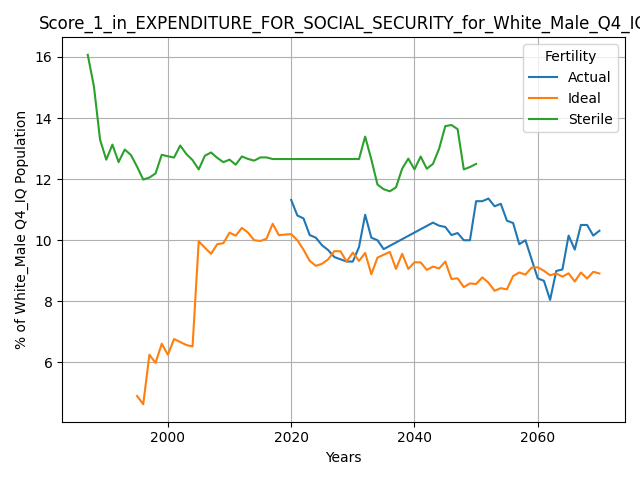 Score_1_in_EXPENDITURE_FOR_SOCIAL_SECURITY_for_White_Male_Q4_IQ
% of White_Male Q4_IQ Population
16
14
12
10
8
6
Fertility
Actual
Ideal
Sterile
2000
2020
2040
2060
Years